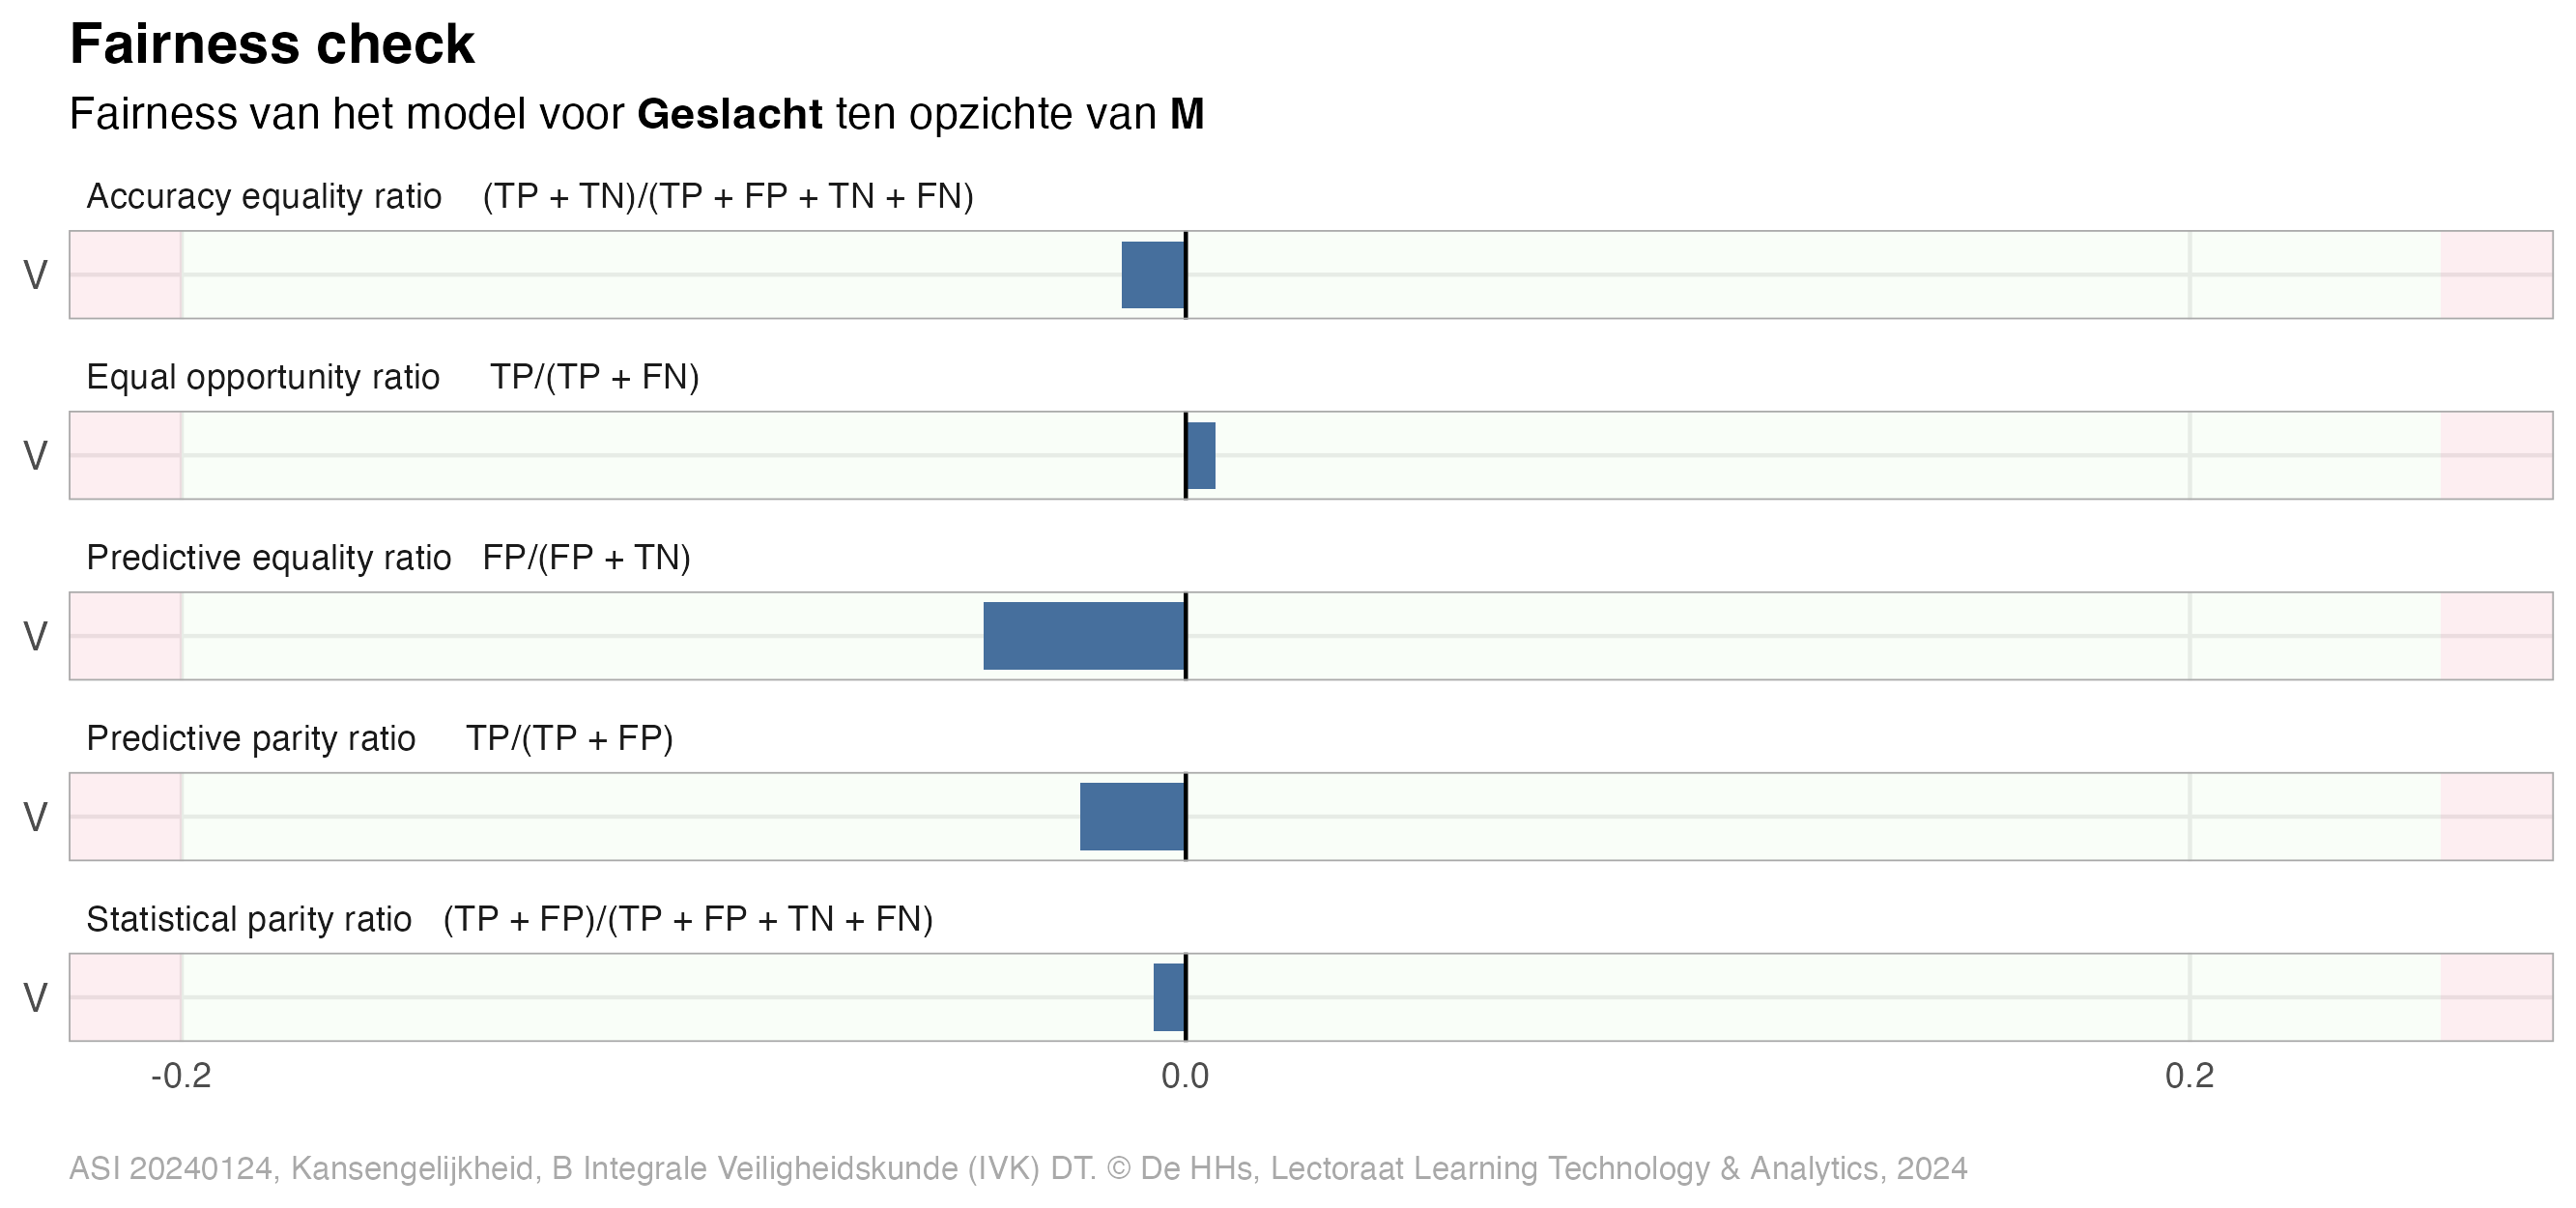 Fairness check
Fairness van het model voor Geslacht ten opzichte van M
Accuracy equality ratio (TP + TN)/(TP + FP + TN + FN)
V
Equal opportunity ratio TP/(TP + FN)
V
Predictive equality ratio FP/(FP + TN)
V
Predictive parity ratio TP/(TP + FP)
V
Statistical parity ratio (TP + FP)/(TP + FP + TN + FN)
V
-0.2 0.0 0.2
ASI 20240124, Kansengelijkheid, B Integrale Veiligheidskunde (IVK) DT. © De HHs, Lectoraat Learning Technology & Analytics, 2024